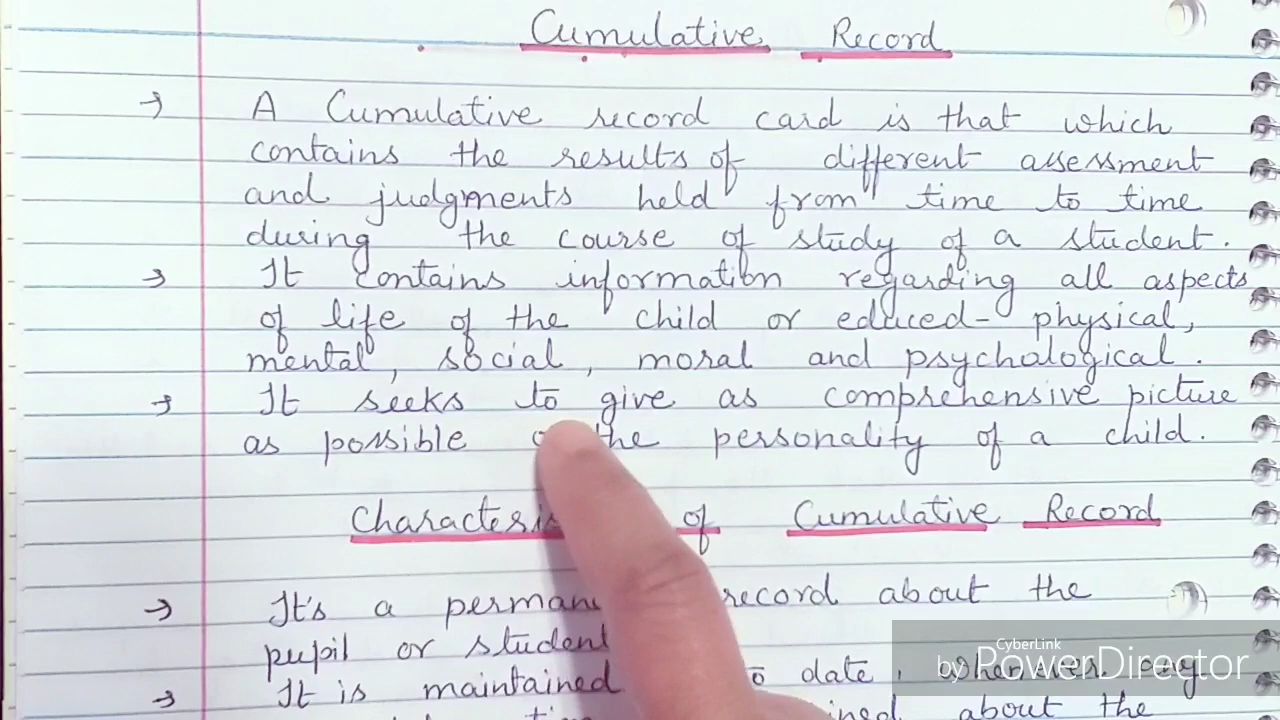 Cumulative Record
→ A Cumulative record card is that which
contains the results of different assessment
and judgments held from time to time
during the course of study of a student.
→ It contains information regarding all aspects
of life of the child or educed- physical,
mental, social, moral and psychological.
→ It seeks to give as comprehensive picture
as possible the personality of a child.
of Cumulative Record
→ It's a record about the
pupil or student
→ It is maintained date, whenever any
about the
CyberLink
by PowerDirector